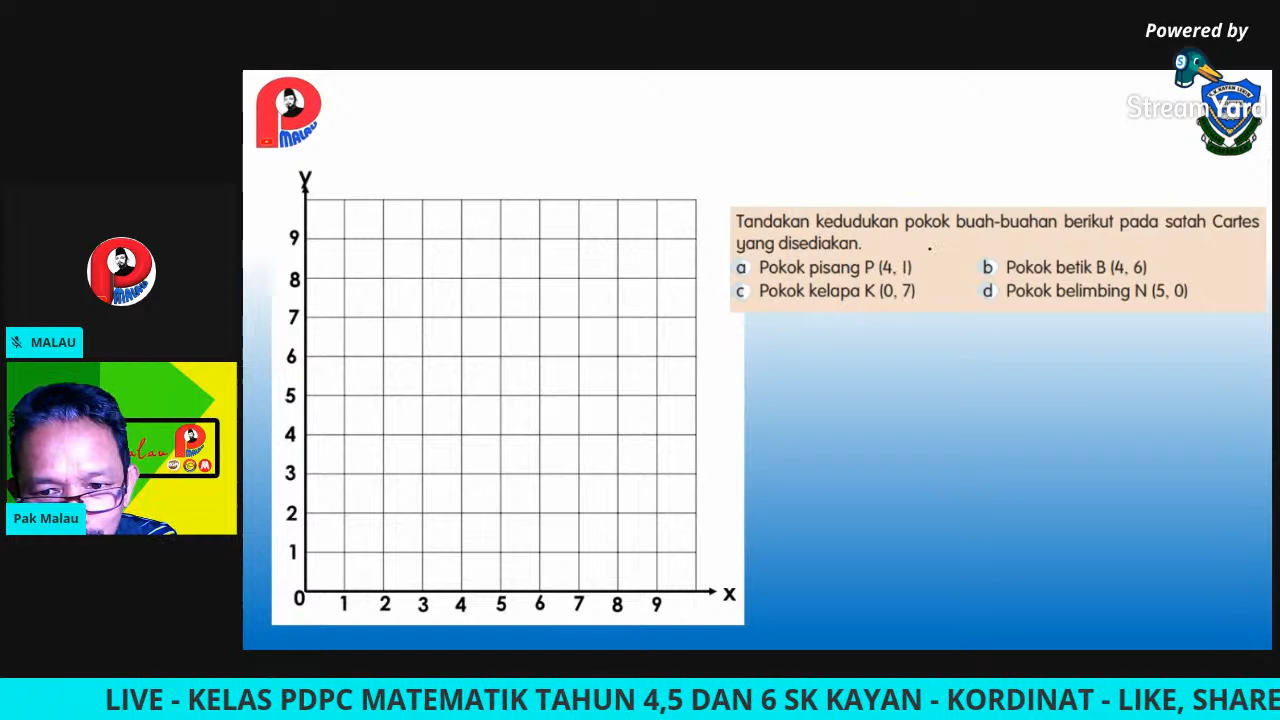 Powered by
StreamYard
MALAU
Y
9
8
7
6
5
4
3
2
1
0 1 2 3 4 5 6 7 8 9 x
Tandakan kedudukan pokok buah-buahan berikut pada satah Cartes
yang disediakan.
a Pokok pisang P (4, 1) b Pokok betik B (4, 6)
c Pokok kelapa K (0, 7) d Pokok belimbing N (5, 0)
MALAU
MALAU
Pak Malau
LIVE - KELAS PDPC MATEMATIK TAHUN 4,5 DAN 6 SK KAYAN - KORDINAT - LIKE, SHARE